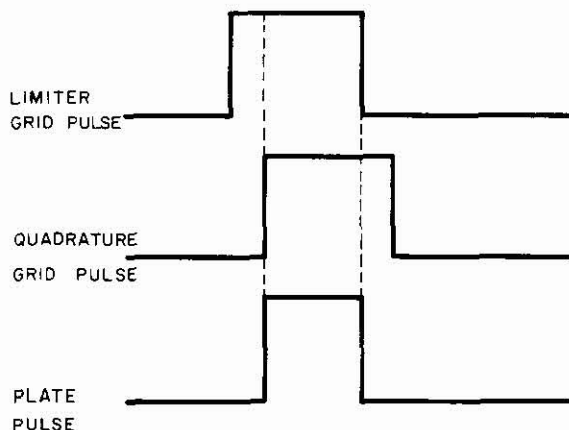 LIMITER
GRID PULSE
QUADRATURE
GRID PULSE
PLATE
PULSE